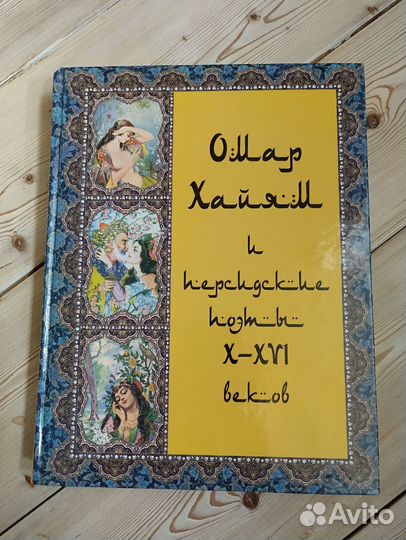 Омар
Хайям
и
персидские
поэты
X-XVI
веков
Avito